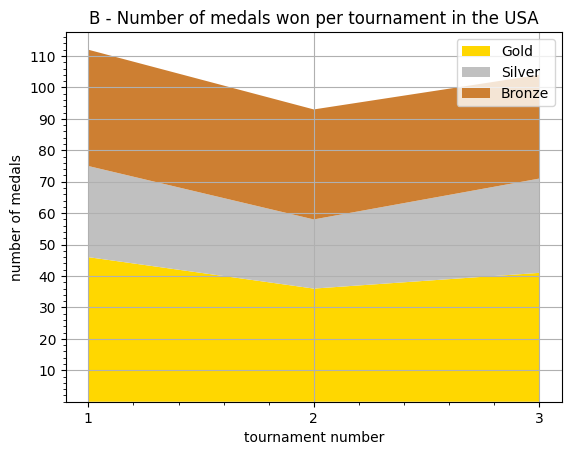 B - Number of medals won per tournament in the USA
Gold
Silver
Bronze
number of medals
110
100
90
80
70
60
50
40
30
20
10
1 2 3
tournament number